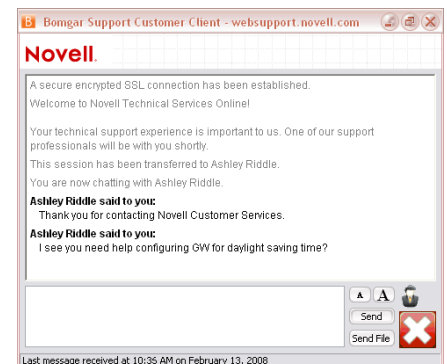 B Bomgar Support Customer Client - websupport.novell.com
Novell.
A secure encrypted SSL connection has been established.
Welcome to Novell Technical Services Online!
Your technical support experience is important to us. One of our support
professionals will be with you shortly.
This session has been transferred to Ashley Riddle.
You are now chatting with Ashley Riddle.
Ashley Riddle said to you:
Thank you for contacting Novell Customer Services.
Ashley Riddle said to you:
I see you need help configuring GW for daylight saving time?
A A
Send
Send File
Last message received at 10:36 AM on February 13, 2008